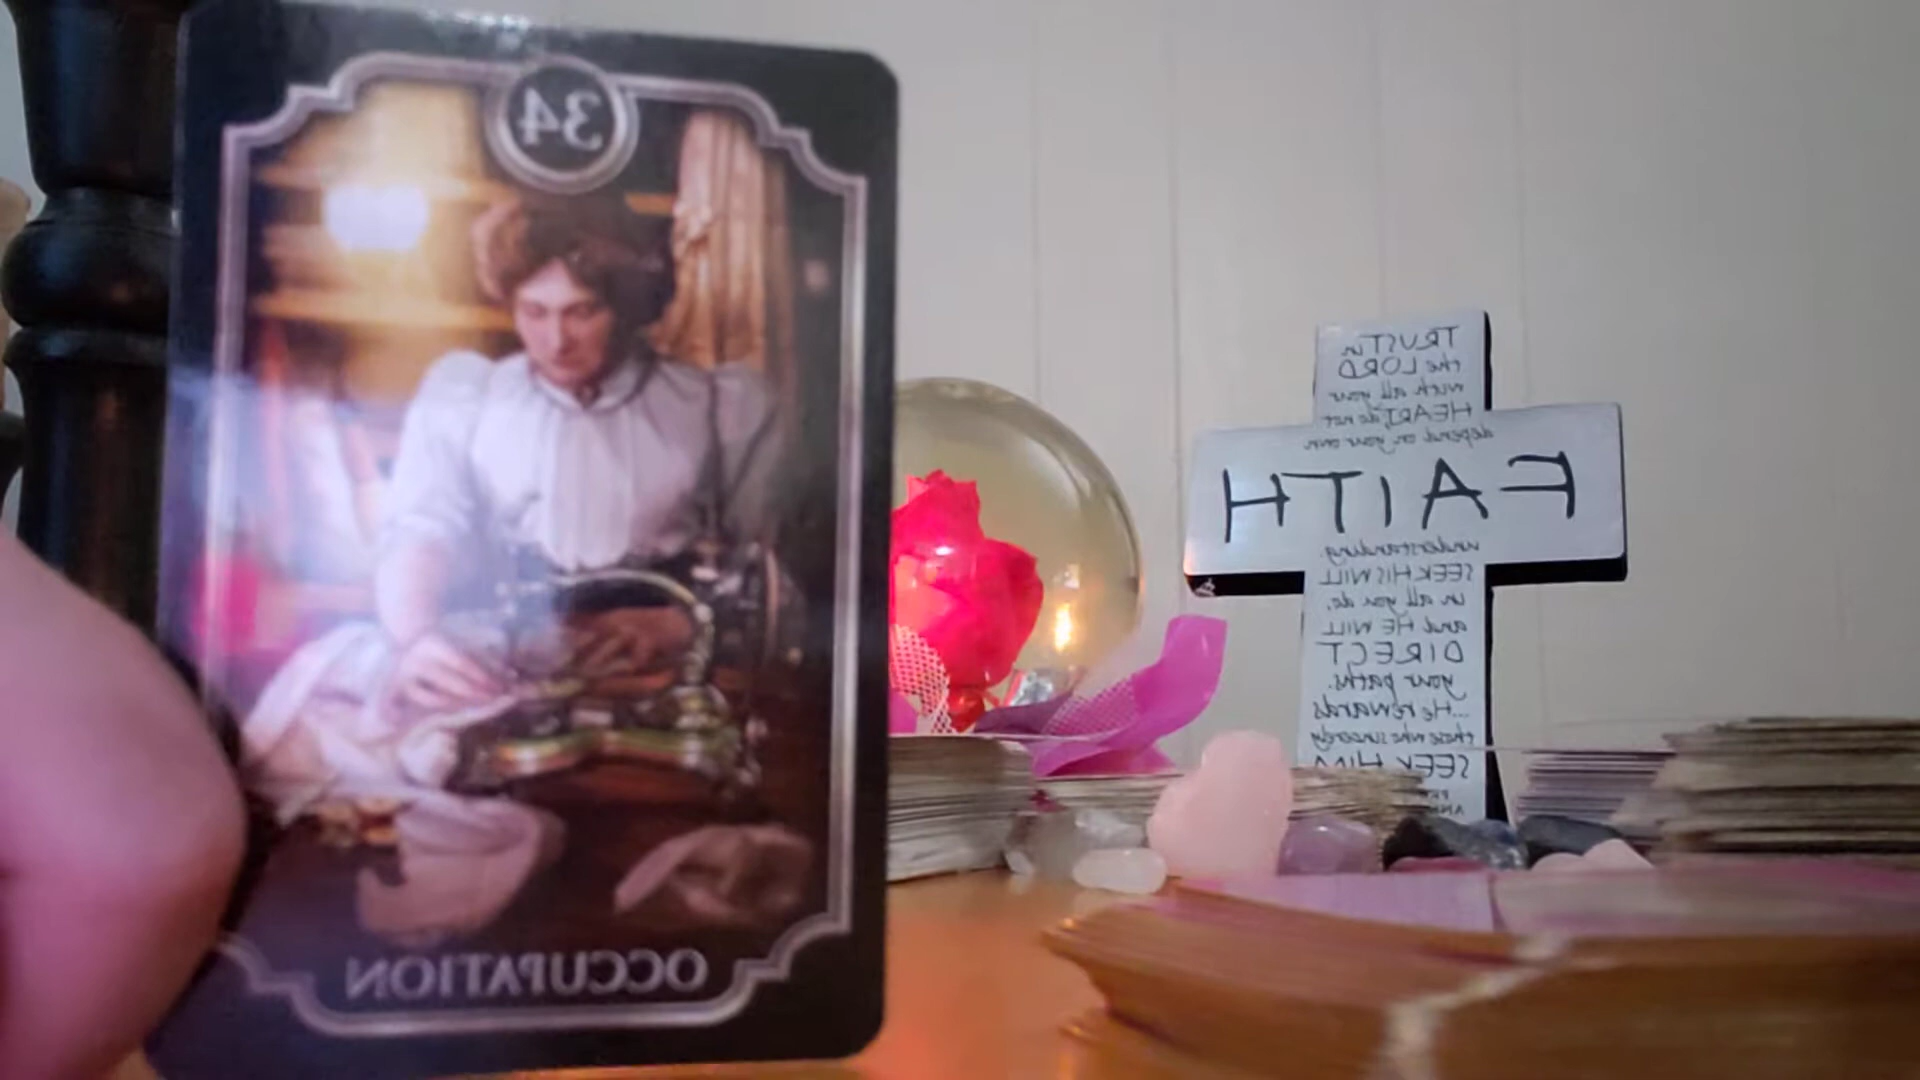 34
OCCUPATION
TRUST in
the LORD
with all your
HEART, do not
depend on your own
FAITH
understanding.
SEEK HIS WILL
in all you do,
and HE WILL
DIRECT
your paths.
...He rewards
those who sincerely
SEEK HIM